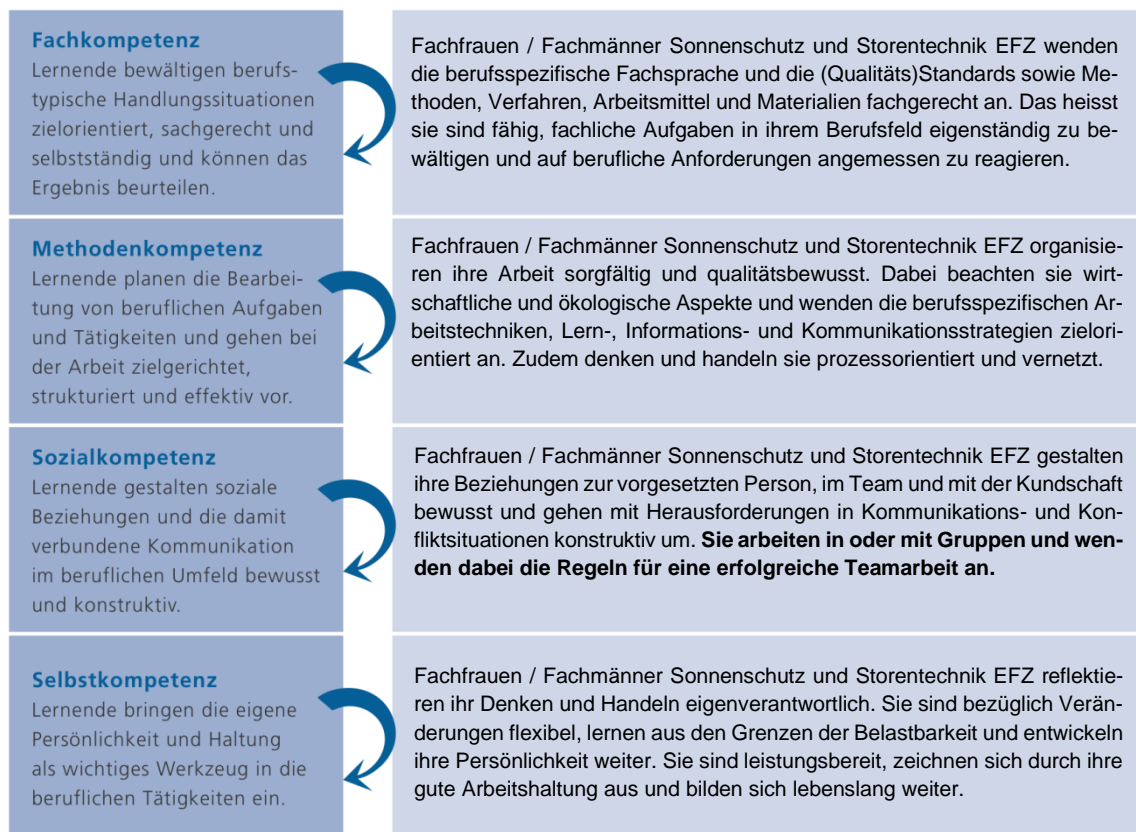 Fachkompetenz
Lernende bewältigen berufs-
typische Handlungssituationen
zielorientiert, sachgerecht und
selbstständig und können das
Ergebnis beurteilen.
Fachfrauen / Fachmänner Sonnenschutz und Storentechnik EFZ wenden
die berufsspezifische Fachsprache und die (Qualitäts)Standards sowie Me-
thoden, Verfahren, Arbeitsmittel und Materialien fachgerecht an. Das heisst
sie sind fähig, fachliche Aufgaben in ihrem Berufsfeld eigenständig zu be-
wältigen und auf berufliche Anforderungen angemessen zu reagieren.
Methodenkompetenz
Lernende planen die Bearbei-
tung von beruflichen Aufgaben
und Tätigkeiten und gehen bei
der Arbeit zielgerichtet,
strukturiert und effektiv vor.
Fachfrauen / Fachmänner Sonnenschutz und Storentechnik EFZ organisie-
ren ihre Arbeit sorgfältig und qualitätsbewusst. Dabei beachten sie wirt-
schaftliche und ökologische Aspekte und wenden die berufsspezifischen Ar-
beitstechniken, Lern-, Informations- und Kommunikationsstrategien zielori-
entiert an. Zudem denken und handeln sie prozessorientiert und vernetzt.
Sozialkompetenz
Lernende gestalten soziale
Beziehungen und die damit
verbundene Kommunikation
im beruflichen Umfeld bewusst
und konstruktiv.
Fachfrauen / Fachmänner Sonnenschutz und Storentechnik EFZ gestalten
ihre Beziehungen zur vorgesetzten Person, im Team und mit der Kundschaft
bewusst und gehen mit Herausforderungen in Kommunikations- und Kon-
fliktsituationen konstruktiv um. Sie arbeiten in oder mit Gruppen und wen-
den dabei die Regeln für eine erfolgreiche Teamarbeit an.
Selbstkompetenz
Lernende bringen die eigene
Persönlichkeit und Haltung
als wichtiges Werkzeug in die
beruflichen Tätigkeiten ein.
Fachfrauen / Fachmänner Sonnenschutz und Storentechnik EFZ reflektie-
ren ihr Denken und Handeln eigenverantwortlich. Sie sind bezüglich Verän-
derungen flexibel, lernen aus den Grenzen der Belastbarkeit und entwickeln
ihre Persönlichkeit weiter. Sie sind leistungsbereit, zeichnen sich durch ihre
gute Arbeitshaltung aus und bilden sich lebenslang weiter.